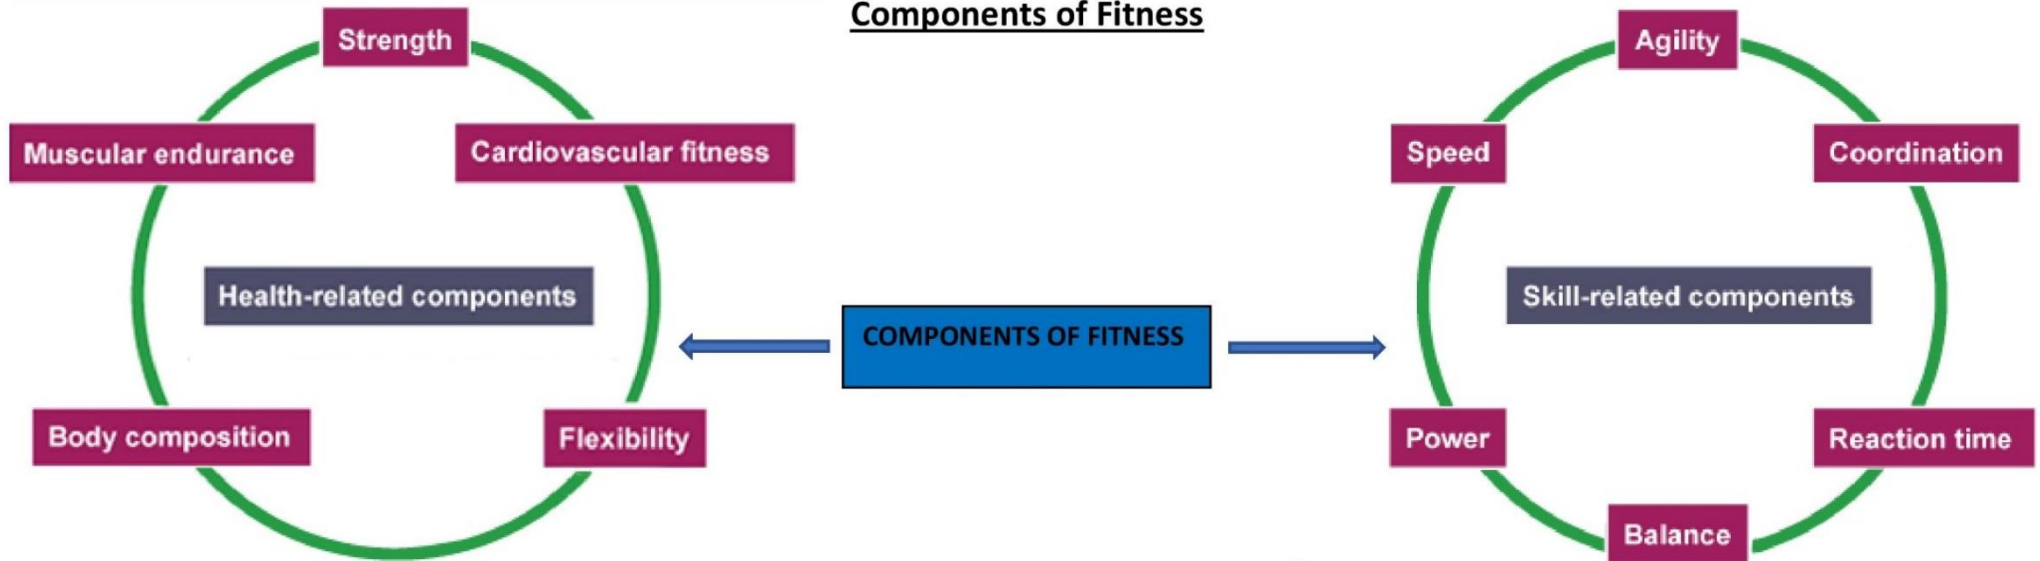 Components of Fitness
Strength
Muscular endurance
Cardiovascular fitness
Health-related components
Body composition
Flexibility
COMPONENTS OF FITNESS
Agility
Speed
Coordination
Skill-related components
Power
Reaction time
Balance